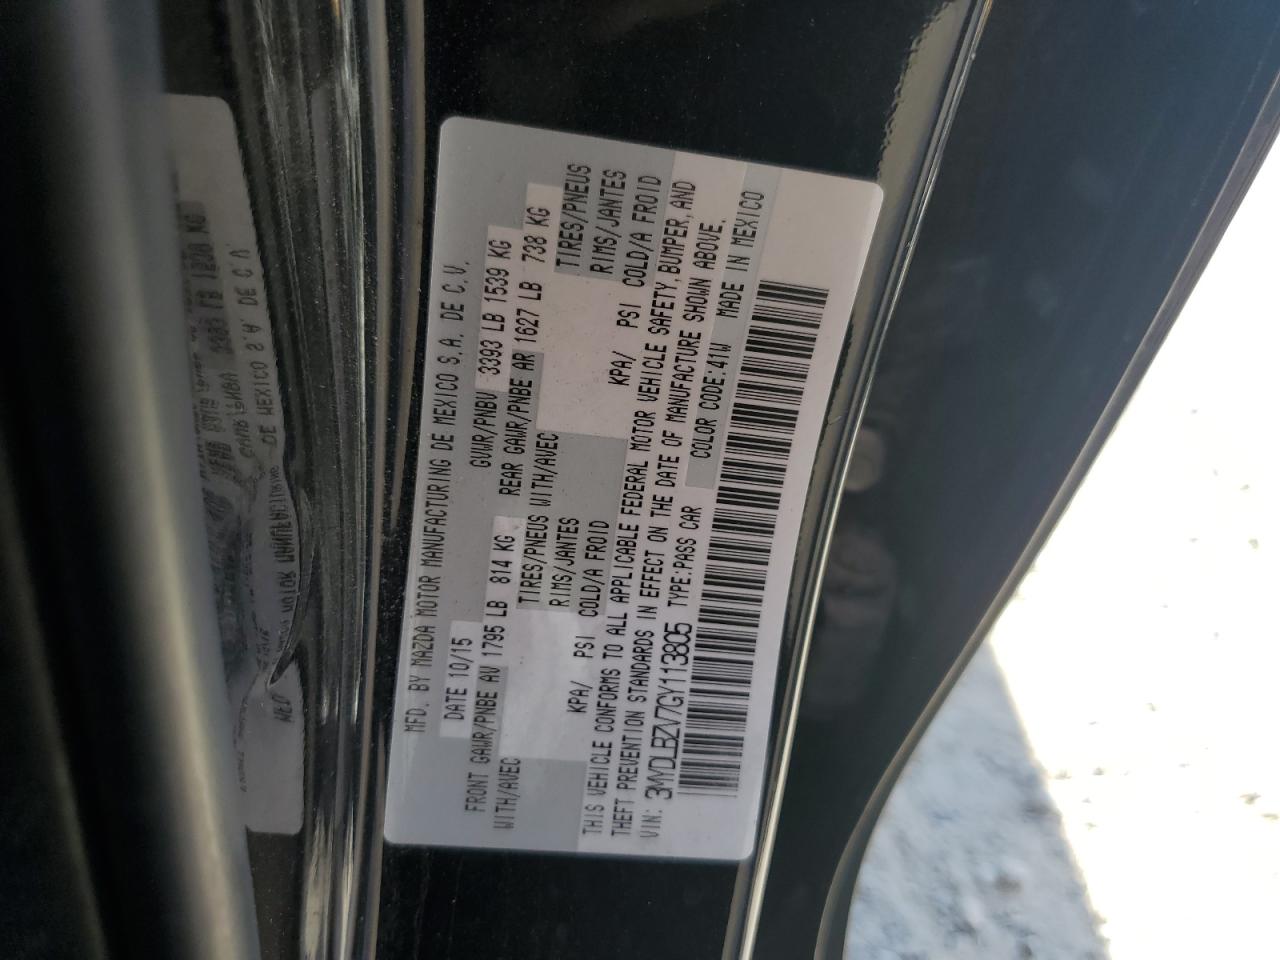 MFD. BY MAZDA MOTOR MANUFACTURING DE MEXICO S.A. DE C.V.
DATE 10/15 GVWR/PNBV 3393 LB 1539 KG
FRONT GAWR/PNBE AV 1795 LB 814 KG REAR GAWR/PNBE AR 1627 LB 738 KG
WITH/AVEC TIRES/PNEUS WITH/AVEC TIRES/PNEUS
RIMS/JANTES RIMS/JANTES
KPA/ PSI COLD/A FROID KPA/ PSI COLD/A FROID
THIS VEHICLE CONFORMS TO ALL APPLICABLE FEDERAL MOTOR VEHICLE SAFETY, BUMPER, AND
THEFT PREVENTION STANDARDS IN EFFECT ON THE DATE OF MANUFACTURE SHOWN ABOVE.
VIN: 3MYDLBZV7GY113805 TYPE:PASS CAR COLOR CODE:41W MADE IN MEXICO